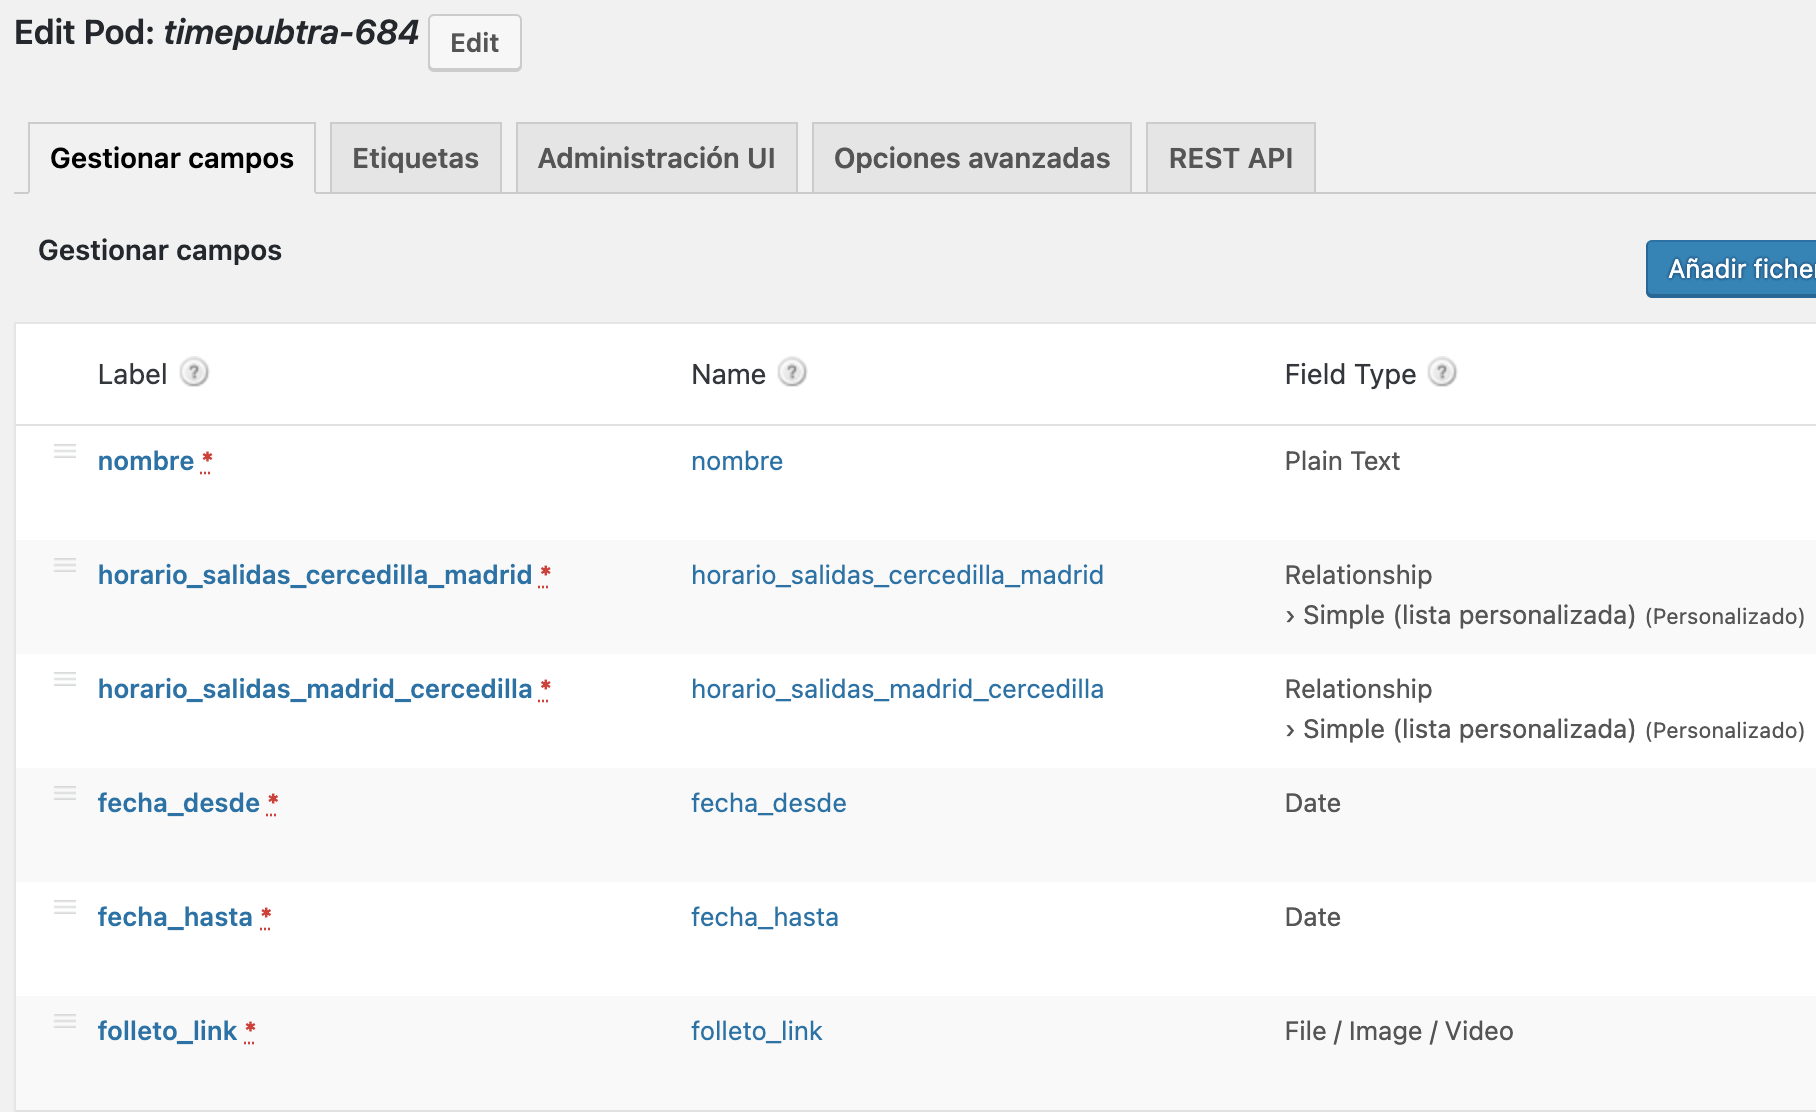 Edit Pod: timepubtra-684 Edit
Gestionar campos Etiquetas Administración UI Opciones avanzadas REST API
Gestionar campos
Añadir
Label ? Name ? Field Type ?
nombre * nombre Plain Text
horario_salidas_cercedilla_madrid * horario_salidas_cercedilla_madrid Relationship
› Simple (lista personalizada) (Personalizado)
horario_salidas_madrid_cercedilla * horario_salidas_madrid_cercedilla Relationship
› Simple (lista personalizada) (Personalizado)
fecha_desde * fecha_desde Date
fecha_hasta * fecha_hasta Date
folleto_link * folleto_link File / Image / Video